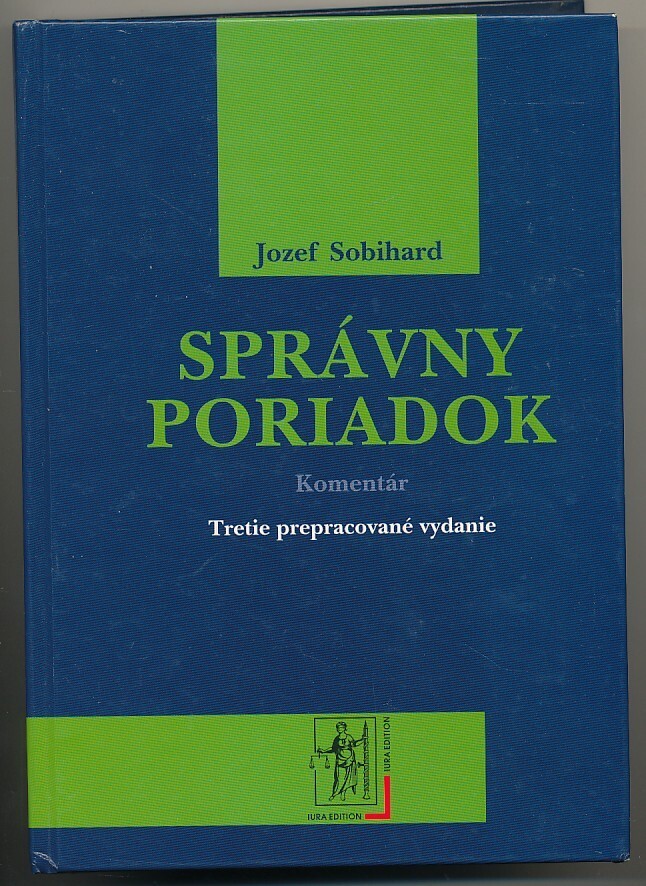 Jozef Sobihard
SPRÁVNY
PORIADOK
Komentár
Tretie prepracované vydanie
IURA EDITION
IURA EDITION